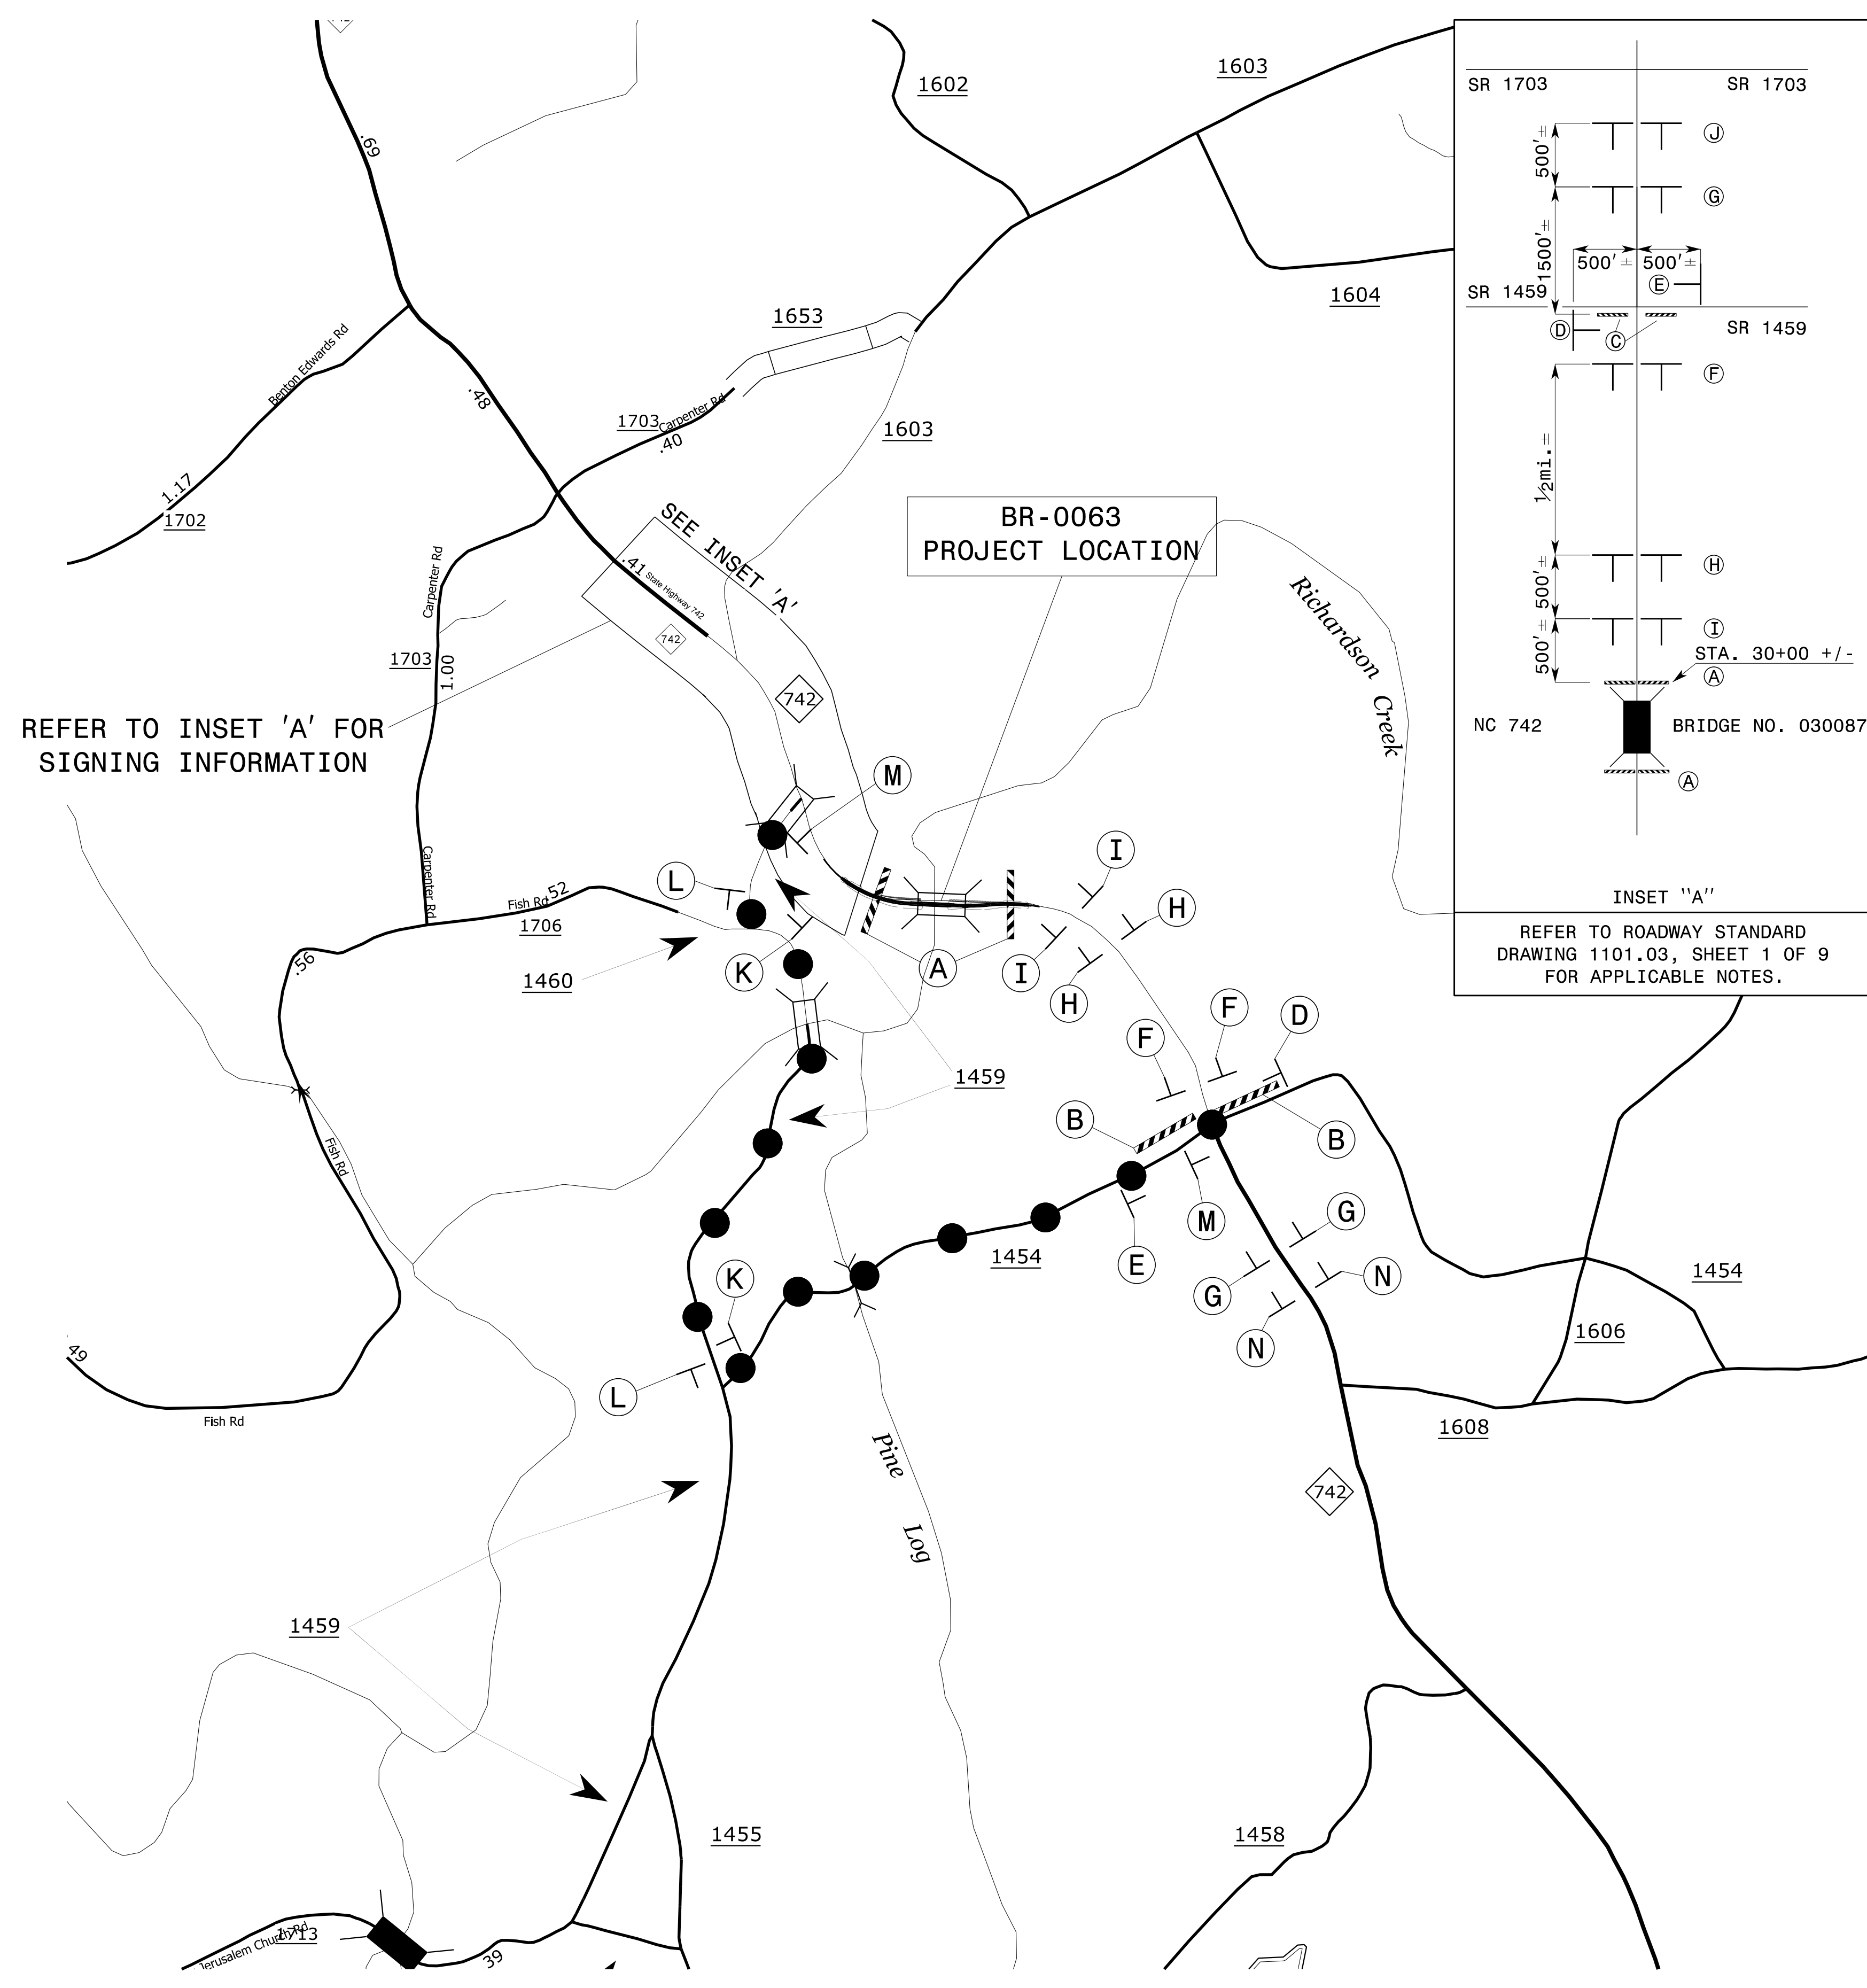 742
1602
1603
SR 1703
SR 1703
J
500'±
G
1500'±
500'±
500'±
E
SR 1459
SR 1459
D
C
F
1/2mi.±
H
500'±
I
500'±
STA. 30+00 +/-
A
NC 742
BRIDGE NO. 030087
A
INSET "A"
REFER TO ROADWAY STANDARD
DRAWING 1101.03, SHEET 1 OF 9
FOR APPLICABLE NOTES.
.69
1604
1653
Benton Edwards Rd
.48
1703
Carpenter Rd
.40
1603
1.17
1702
SEE INSET 'A'
BR-0063
PROJECT LOCATION
.41
State Highway 742
742
Carpenter Rd
1703
1.00
Richardson
Creek
742
REFER TO INSET 'A' FOR
SIGNING INFORMATION
M
I
L
Carpenter Rd
Fish Rd
.52
H
1706
K
A
I
.56
1460
H
F
D
F
1459
B
B
Fish Rd
M
G
1454
E
K
N
G
1454
1606
N
49
L
Fish Rd
1608
Pine
742
Log
1459
1455
1458
1713
Jerusalem Church Rd
39